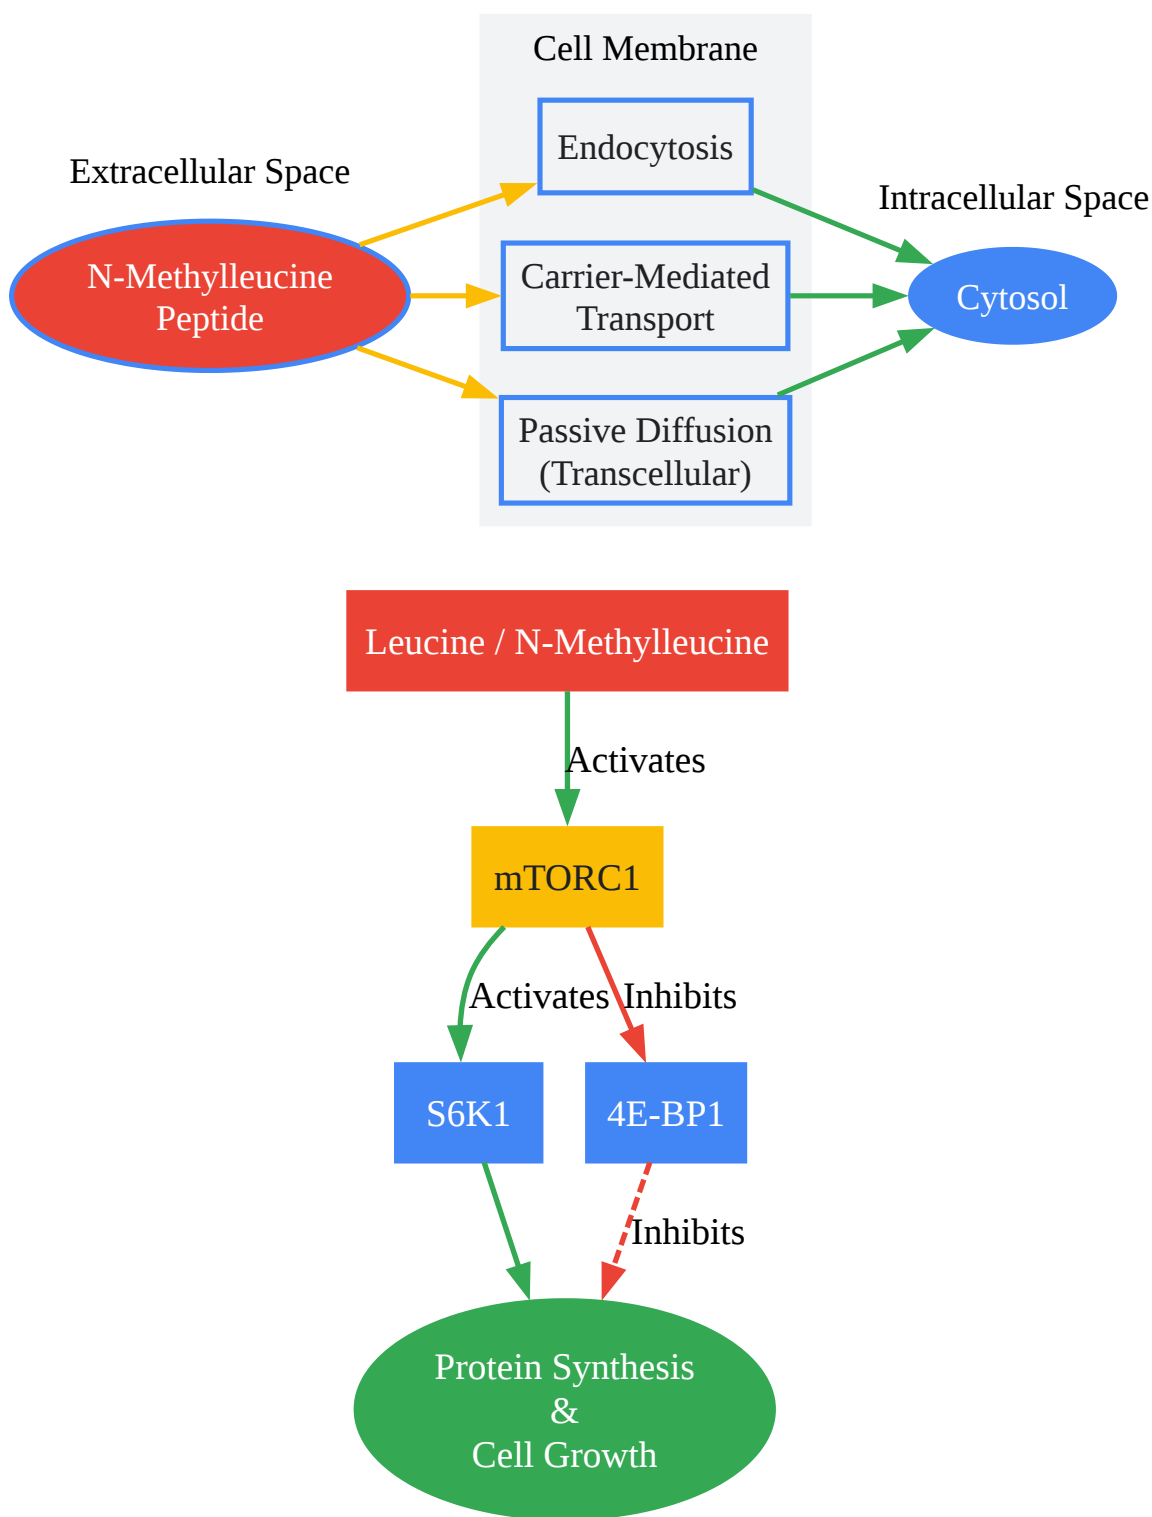 Cell Membrane
Extracellular Space
Endocytosis
Intracellular Space
N-Methylleucine
Peptide
Carrier-Mediated
Transport
Cytosol
Passive Diffusion
(Transcellular)
Leucine / N-Methylleucine
Activates
mTORC1
Activates
Inhibits
S6K1
4E-BP1
Inhibits
Protein Synthesis
&
Cell Growth